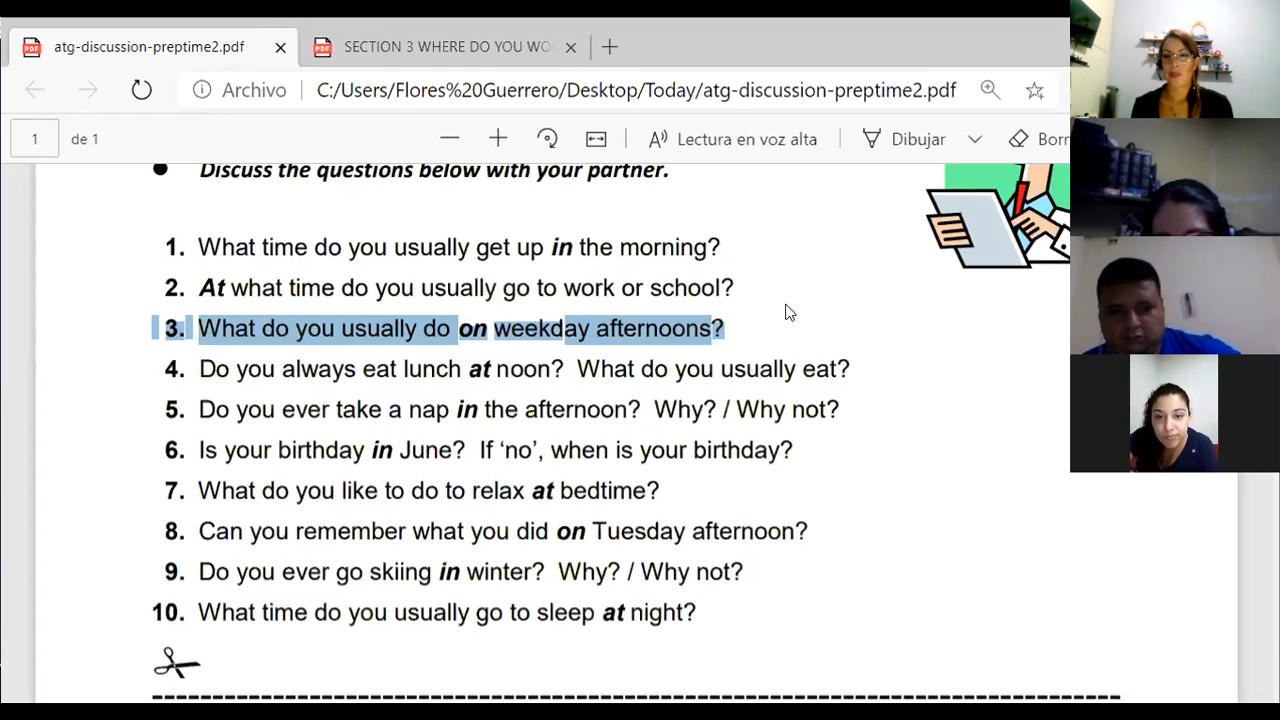 atg-discussion-preptime2.pdf
SECTION 3 WHERE DO YOU WO
Archivo
C:/Users/Flores%20Guerrero/Desktop/Today/atg-discussion-preptime2.pdf
1 de 1
Lectura en voz alta
Dibujar
Borr
● Discuss the questions below with your partner.
1. What time do you usually get up in the morning?
2. At what time do you usually go to work or school?
3. What do you usually do on weekday afternoons?
4. Do you always eat lunch at noon? What do you usually eat?
5. Do you ever take a nap in the afternoon? Why? / Why not?
6. Is your birthday in June? If ‘no’, when is your birthday?
7. What do you like to do to relax at bedtime?
8. Can you remember what you did on Tuesday afternoon?
9. Do you ever go skiing in winter? Why? / Why not?
10. What time do you usually go to sleep at night?